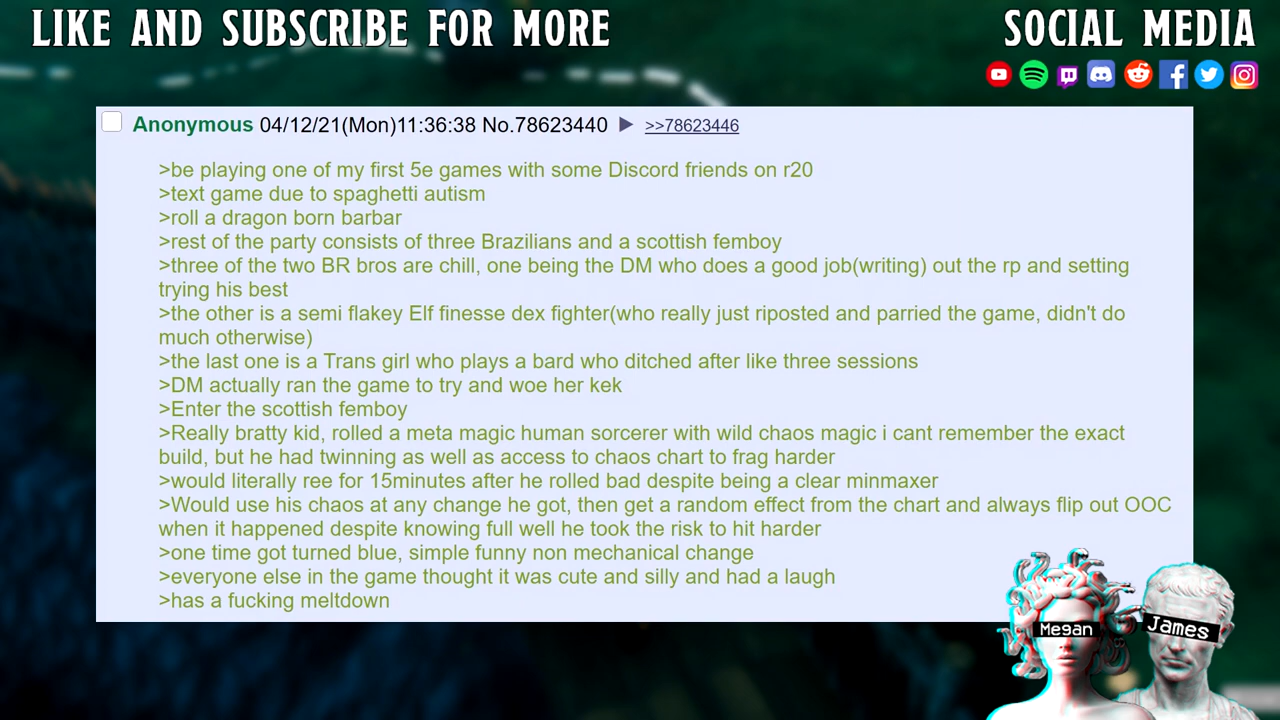 LIKE AND SUBSCRIBE FOR MORE
SOCIAL MEDIA
Anonymous 04/12/21(Mon)11:36:38 No.78623440 ▶ >>78623446
>be playing one of my first 5e games with some Discord friends on r20
>text game due to spaghetti autism
>roll a dragon born barbar
>rest of the party consists of three Brazilians and a scottish femboy
>three of the two BR bros are chill, one being the DM who does a good job(writing) out the rp and setting
trying his best
>the other is a semi flakey Elf finesse dex fighter(who really just riposted and parried the game, didn't do
much otherwise)
>the last one is a Trans girl who plays a bard who ditched after like three sessions
>DM actually ran the game to try and woe her kek
>Enter the scottish femboy
>Really bratty kid, rolled a meta magic human sorcerer with wild chaos magic i cant remember the exact
build, but he had twinning as well as access to chaos chart to frag harder
>would literally ree for 15minutes after he rolled bad despite being a clear minmaxer
>Would use his chaos at any change he got, then get a random effect from the chart and always flip out OOC
when it happened despite knowing full well he took the risk to hit harder
>one time got turned blue, simple funny non mechanical change
>everyone else in the game thought it was cute and silly and had a laugh
>has a fucking meltdown
Megan
James